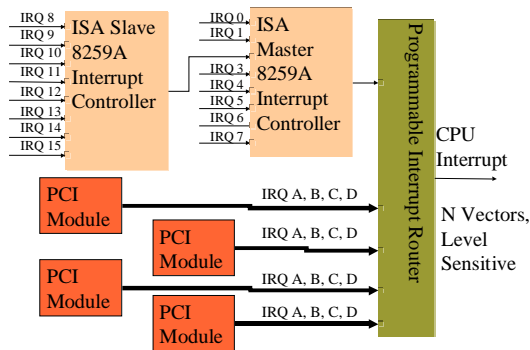 IRQ 8
IRQ 9
IRQ 10
IRQ 11
IRQ 12
IRQ 13
IRQ 14
IRQ 15
ISA Slave
8259A
Interrupt
Controller
IRQ 0
IRQ 1
IRQ 3
IRQ 4
IRQ 5
IRQ 6
IRQ 7
ISA
Master
8259A
Interrupt
Controller
Programmable Interrupt Router
CPU
Interrupt
N Vectors,
Level
Sensitive
PCI
Module
IRQ A, B, C, D
PCI
Module
IRQ A, B, C, D
PCI
Module
IRQ A, B, C, D
PCI
Module
IRQ A, B, C, D